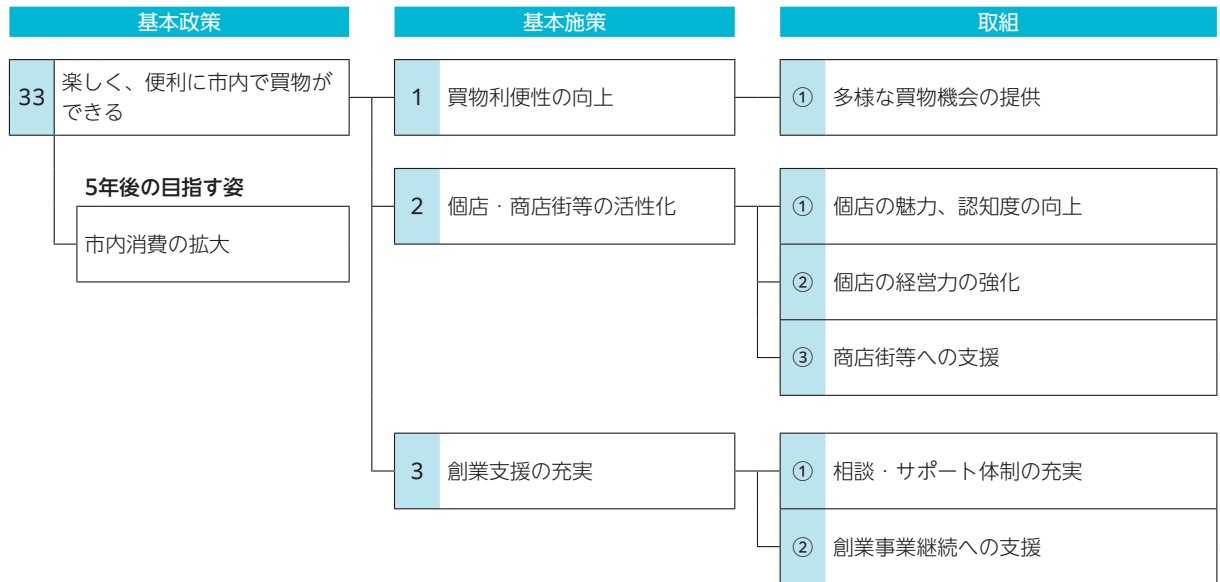 基本政策
基本施策
取組
33
楽しく、便利に市内で買物が
できる
5年後の目指す姿
市内消費の拡大
1 買物利便性の向上
① 多様な買物機会の提供
2 個店・商店街等の活性化
① 個店の魅力、認知度の向上
② 個店の経営力の強化
③ 商店街等への支援
3 創業支援の充実
① 相談・サポート体制の充実
② 創業事業継続への支援